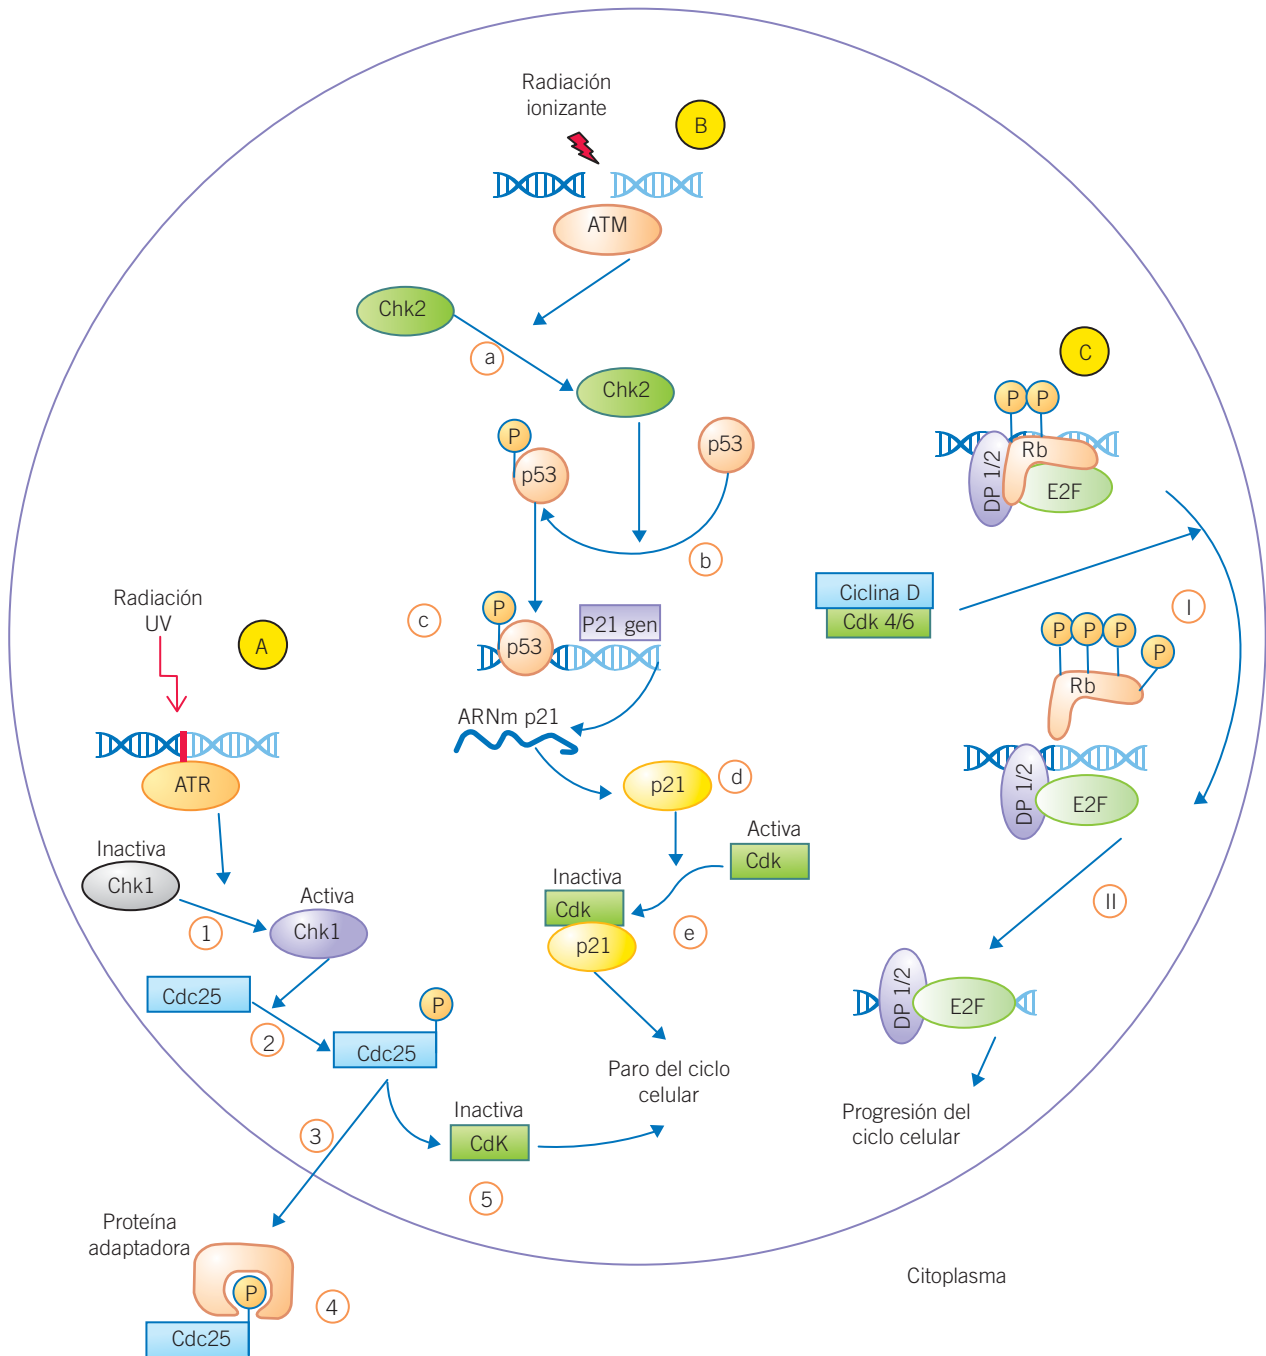 Radiación
ionizante
B
ATM
Chk2
a
Chk2
C
P P
Rb
DP 1/2
E2F
P
p53
p53
b
Ciclina D
Cdk 4/6
I
Radiación
UV
A
c
P
p53
P21 gen
P P P P
Rb
ARNm p21
ATR
p21
d
DP 1/2
E2F
Inactiva
Chk1
1
Activa
Chk1
Activa
Cdk
Inactiva
Cdk
p21
e
II
Cdc25
2
P
Cdc25
DP 1/2
E2F
Paro del ciclo
celular
Progresión del
ciclo celular
3
Inactiva
CdK
5
Proteína
adaptadora
P
4
Cdc25
Citoplasma